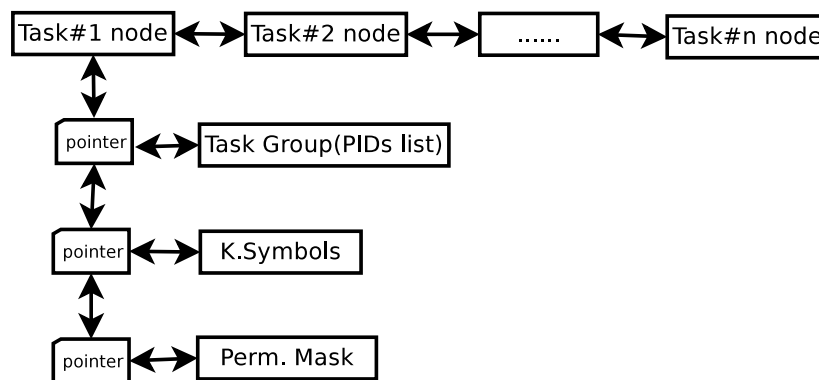 Task#1 node
Task#2 node
......
Task#n node
pointer
Task Group(PIDs list)
pointer
K.Symbols
pointer
Perm. Mask